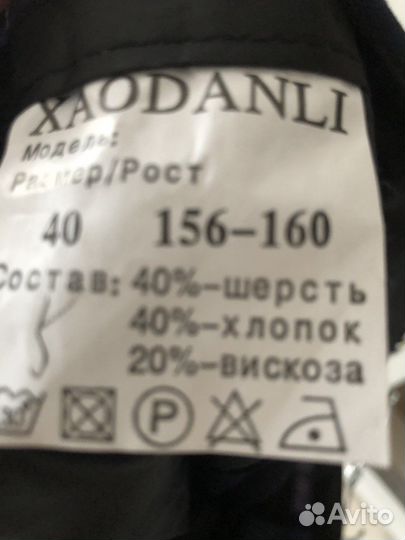 XAODANLI
Модель:
Размер/Рост
40 156-160
Состав: 40%-шерсть
40%-хлопок
20%-вискоза
P
Avito